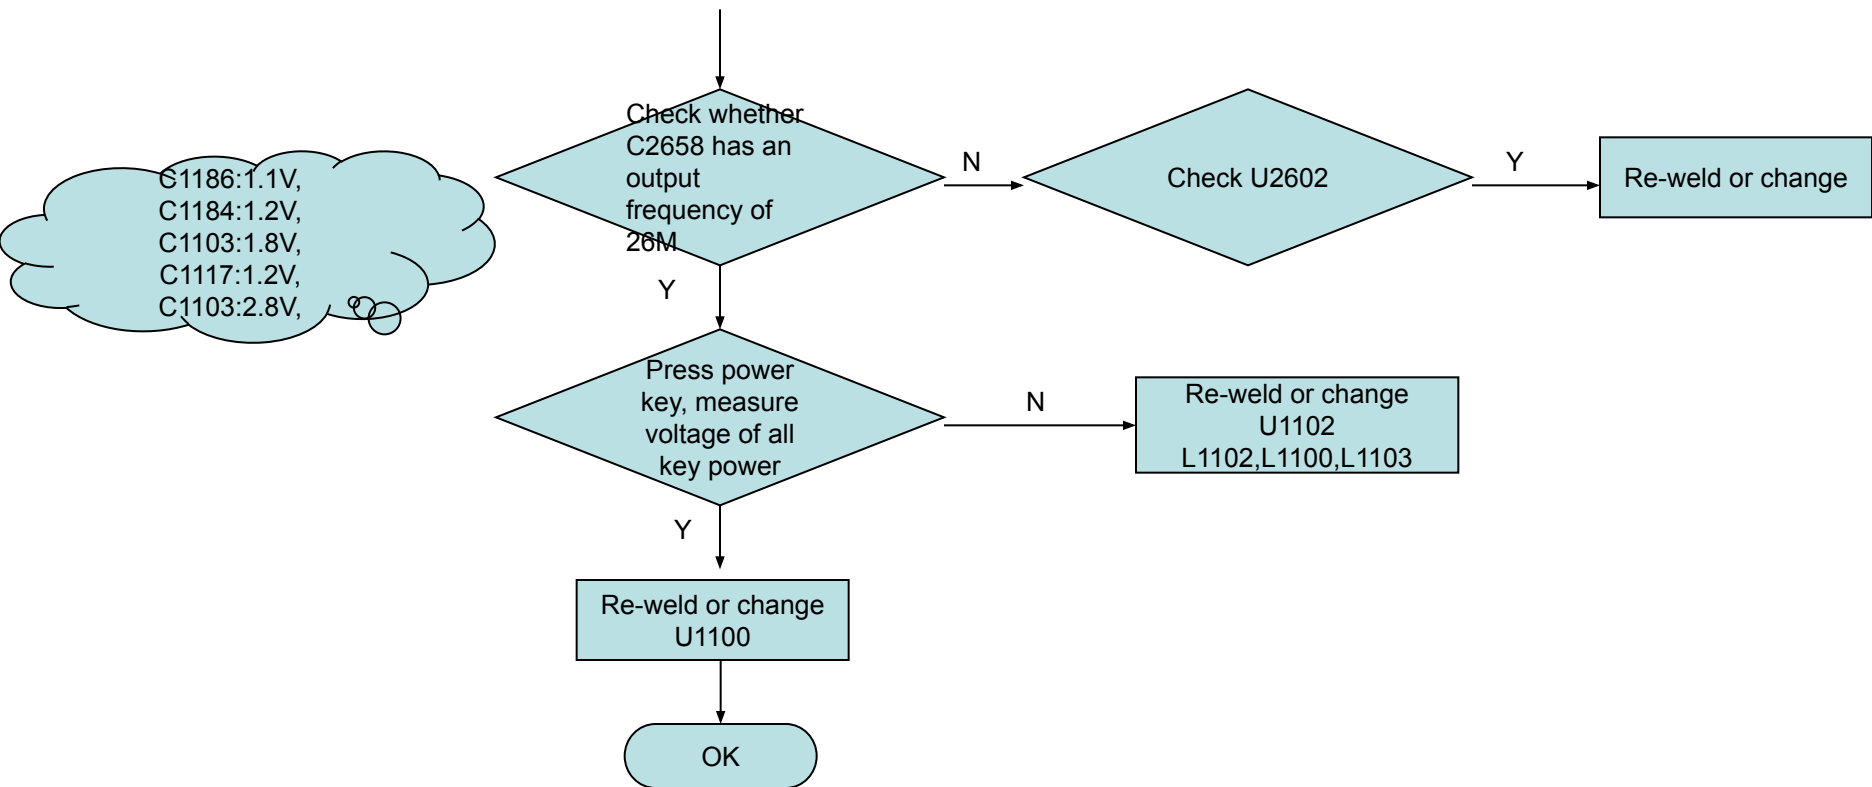 Check whether
C2658 has an
output
frequency of
26M
N
Check U2602
Y
Re-weld or change
C1186:1.1V,
C1184:1.2V,
C1103:1.8V,
C1117:1.2V,
C1103:2.8V,
Y
Press power
key, measure
voltage of all
key power
N
Re-weld or change
U1102
L1102,L1100,L1103
Y
Re-weld or change
U1100
OK